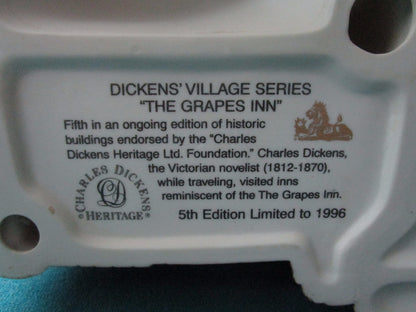 DICKENS' VILLAGE SERIES
"THE GRAPES INN"
Fifth in an ongoing edition of historic
buildings endorsed by the "Charles
Dickens Heritage Ltd. Foundation." Charles Dickens,
the Victorian novelist (1812-1870),
while traveling, visited inns
reminiscent of the The Grapes Inn.
5th Edition Limited to 1996
CHARLES DICKENS
CD
HERITAGE